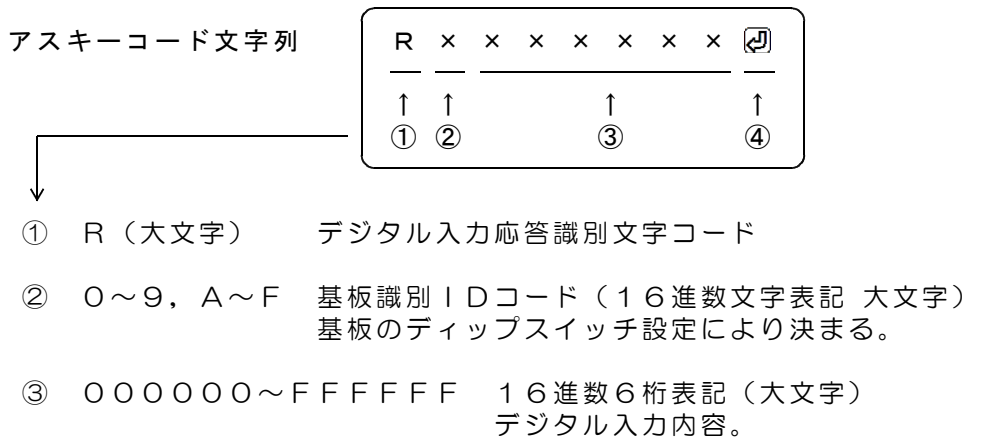 アスキーコード文字列
R × × × × × × × ⏎
↑ ↑ ↑ ↑
① ② ③ ④
① R（大文字） デジタル入力応答識別文字コード
② ０～９，Ａ～Ｆ 基板識別ＩＤコード（１６進数文字表記 大文字）
基板のディップスイッチ設定により決まる。
③ ００００００～ＦＦＦＦＦＦ １６進数６桁表記（大文字）
デジタル入力内容。